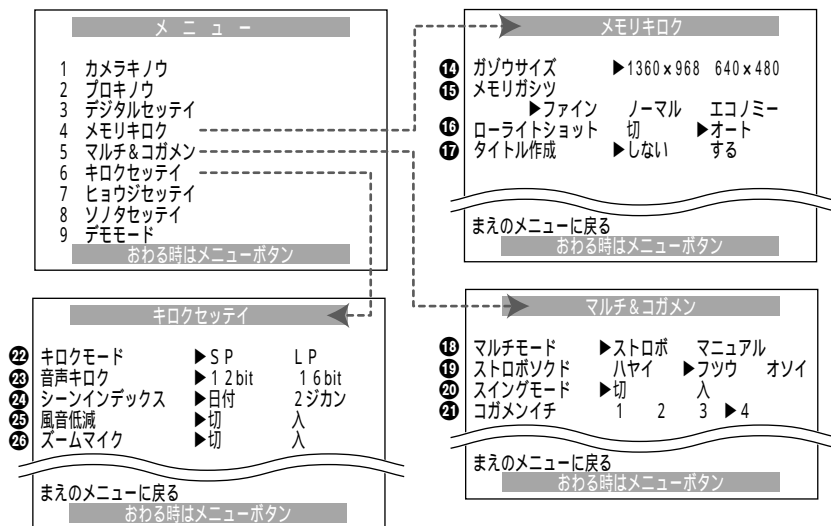 メニュー
1 カメラキノウ
2 プロキノウ
3 デジタルセッテイ
4 メモリキロク
5 マルチ&コガメン
6 キロクセッテイ
7 ヒョウジセッテイ
8 ソノタセッテイ
9 デモモード
おわる時はメニューボタン
メモリキロク
⓮ ガゾウサイズ ▶1360×968 640×480
⓯ メモリガシツ
▶ファイン ノーマル エコノミー
⓰ ローライトショット 切 ▶オート
⓱ タイトル作成 ▶しない する
まえのメニューに戻る
おわる時はメニューボタン
キロクセッテイ
㉒ キロクモード ▶SP LP
㉓ 音声キロク ▶12bit 16bit
㉔ シーンインデックス ▶日付 2ジカン
㉕ 風音低減 ▶切 入
㉖ ズームマイク ▶切 入
まえのメニューに戻る
おわる時はメニューボタン
マルチ&コガメン
⓲ マルチモード ▶ストロボ マニュアル
⓳ ストロボソクド ハヤイ ▶フツウ オソイ
⓴ スイングモード ▶切 入
㉑ コガメンイチ 1 2 3 ▶4
まえのメニューに戻る
おわる時はメニューボタン